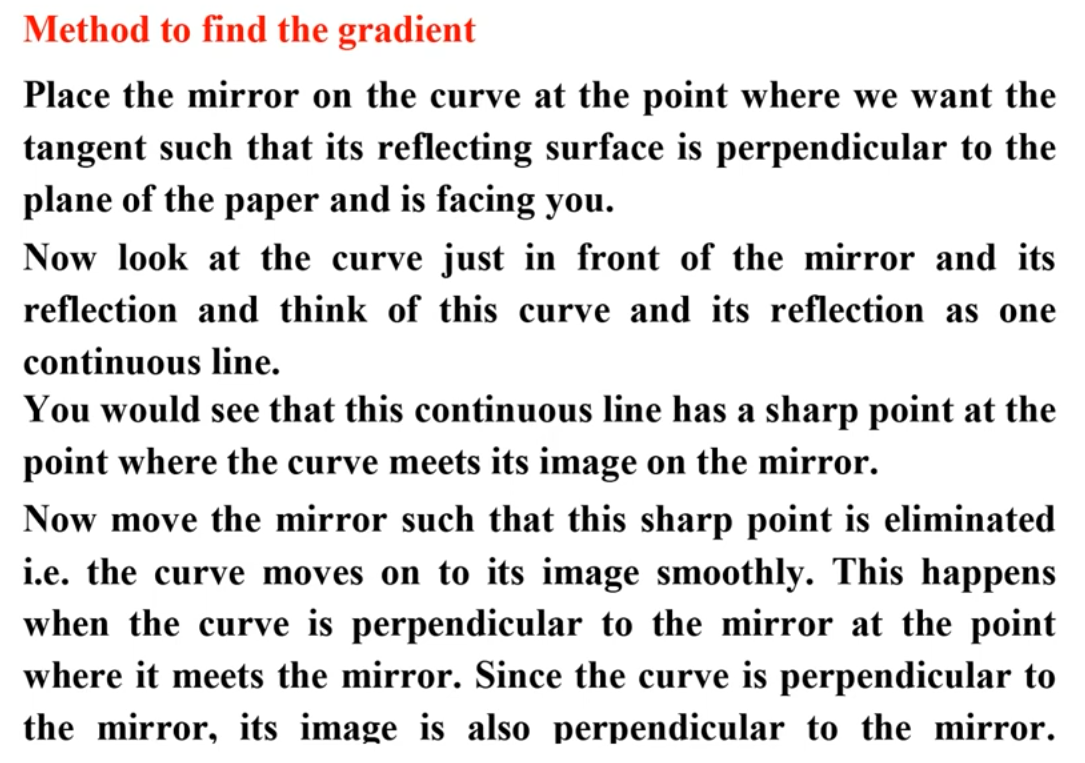 Method to find the gradient
Place the mirror on the curve at the point where we want the
tangent such that its reflecting surface is perpendicular to the
plane of the paper and is facing you.
Now look at the curve just in front of the mirror and its
reflection and think of this curve and its reflection as one
continuous line.
You would see that this continuous line has a sharp point at the
point where the curve meets its image on the mirror.
Now move the mirror such that this sharp point is eliminated
i.e. the curve moves on to its image smoothly. This happens
when the curve is perpendicular to the mirror at the point
where it meets the mirror. Since the curve is perpendicular to
the mirror, its image is also perpendicular to the mirror.